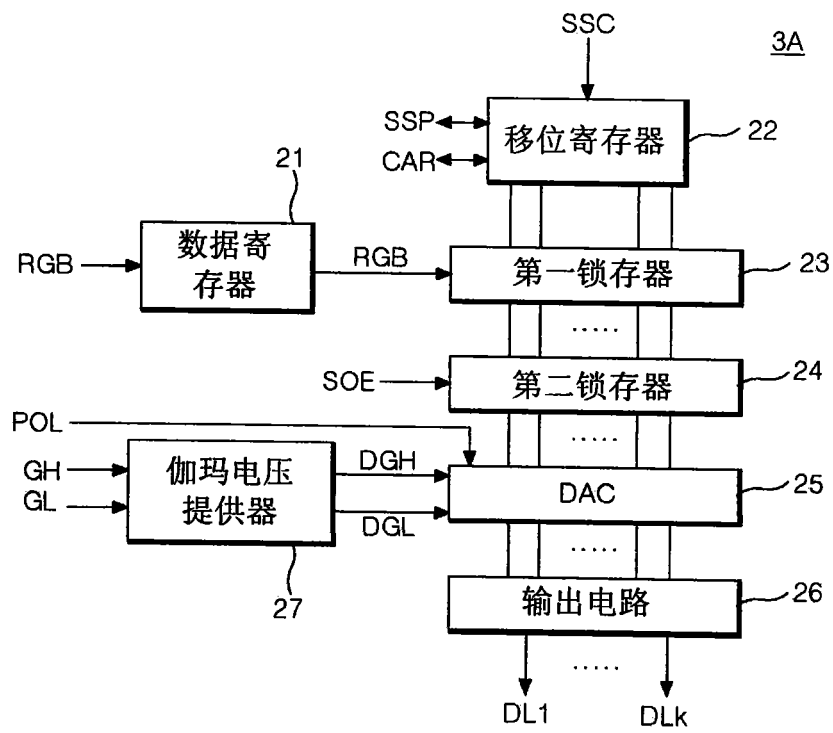 SSC
3A
SSP
移位寄存器
22
CAR
21
RGB
数据寄
存器
RGB
第一锁存器
23
.....
SOE
第二锁存器
24
POL
.....
GH
GL
伽玛电压
提供器
DGH
DGL
DAC
25
.....
27
输出电路
26
.....
DL1
DLk